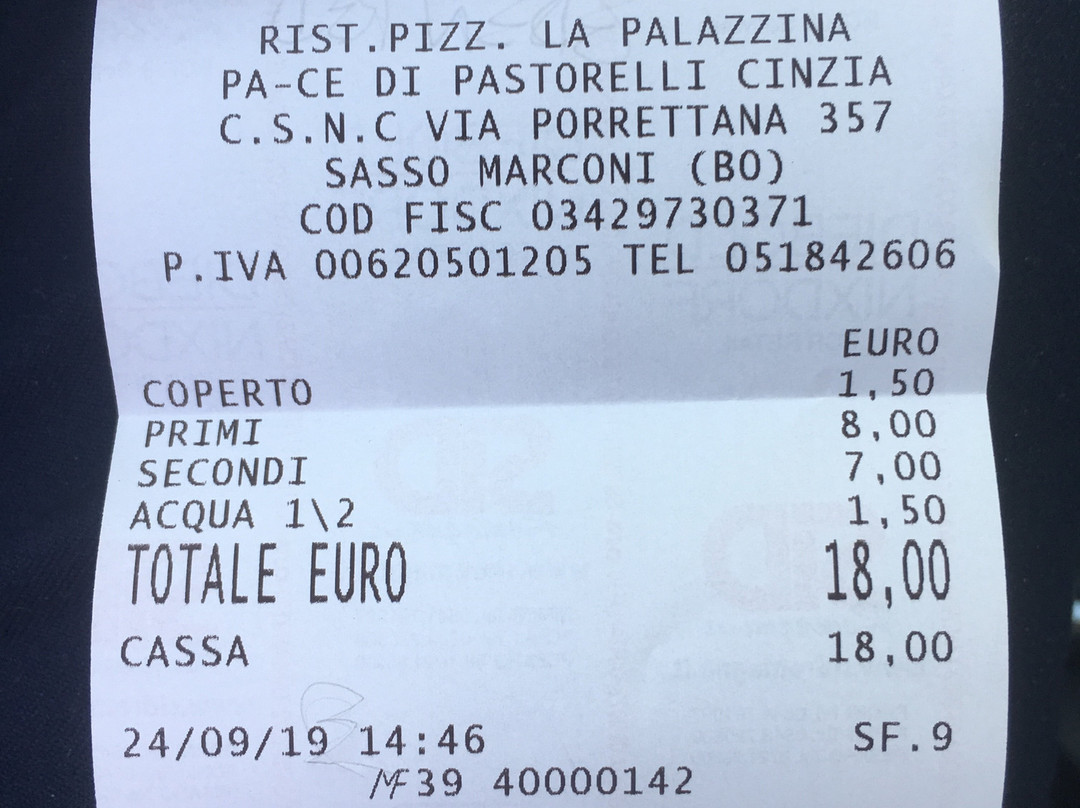 RIST.PIZZ. LA PALAZZINA
PA-CE DI PASTORELLI CINZIA
C.S.N.C VIA PORRETTANA 357
SASSO MARCONI (BO)
COD FISC 03429730371
P.IVA 00620501205 TEL 051842606
EURO
COPERTO 1,50
PRIMI 8,00
SECONDI 7,00
ACQUA 1\2 1,50
TOTALE EURO 18,00
CASSA 18,00
24/09/19 14:46 SF.9
MF39 40000142